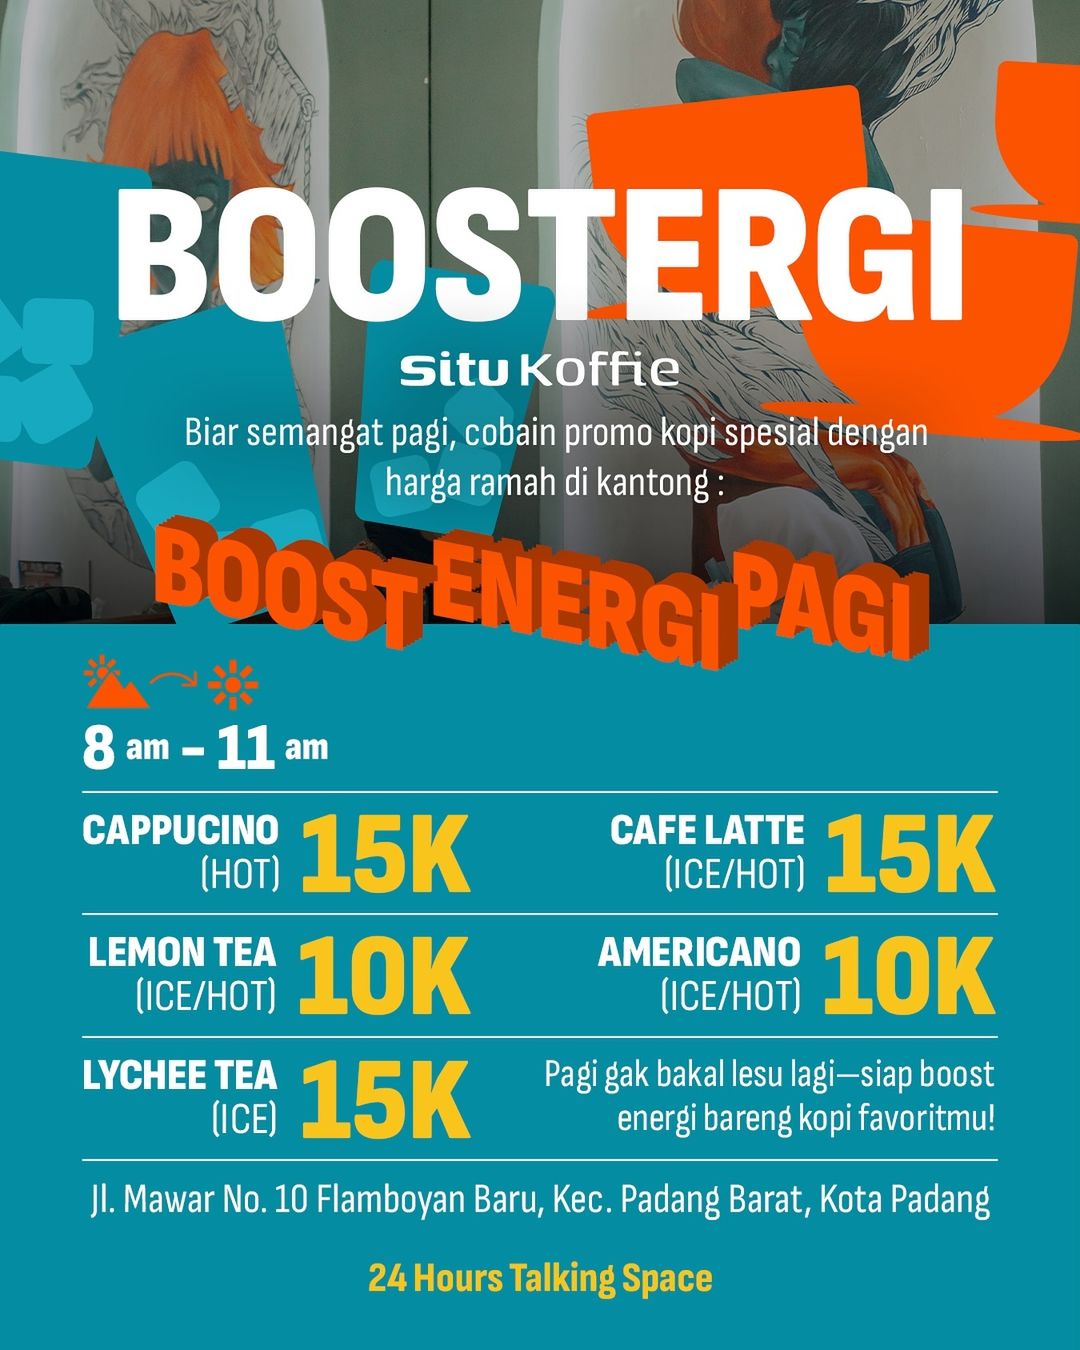 BOOSTERGI
Situ Koffie
Biar semangat pagi, cobain promo kopi spesial dengan
harga ramah di kantong :
BOOST ENERGI PAGI
8 am – 11 am
CAPPUCINO
(HOT)
15K
CAFE LATTE
(ICE/HOT)
15K
LEMON TEA
(ICE/HOT)
10K
AMERICANO
(ICE/HOT)
10K
LYCHEE TEA
(ICE)
15K
Pagi gak bakal lesu lagi—siap boost
energi bareng kopi favoritmu!
Jl. Mawar No. 10 Flamboyan Baru, Kec. Padang Barat, Kota Padang
24 Hours Talking Space